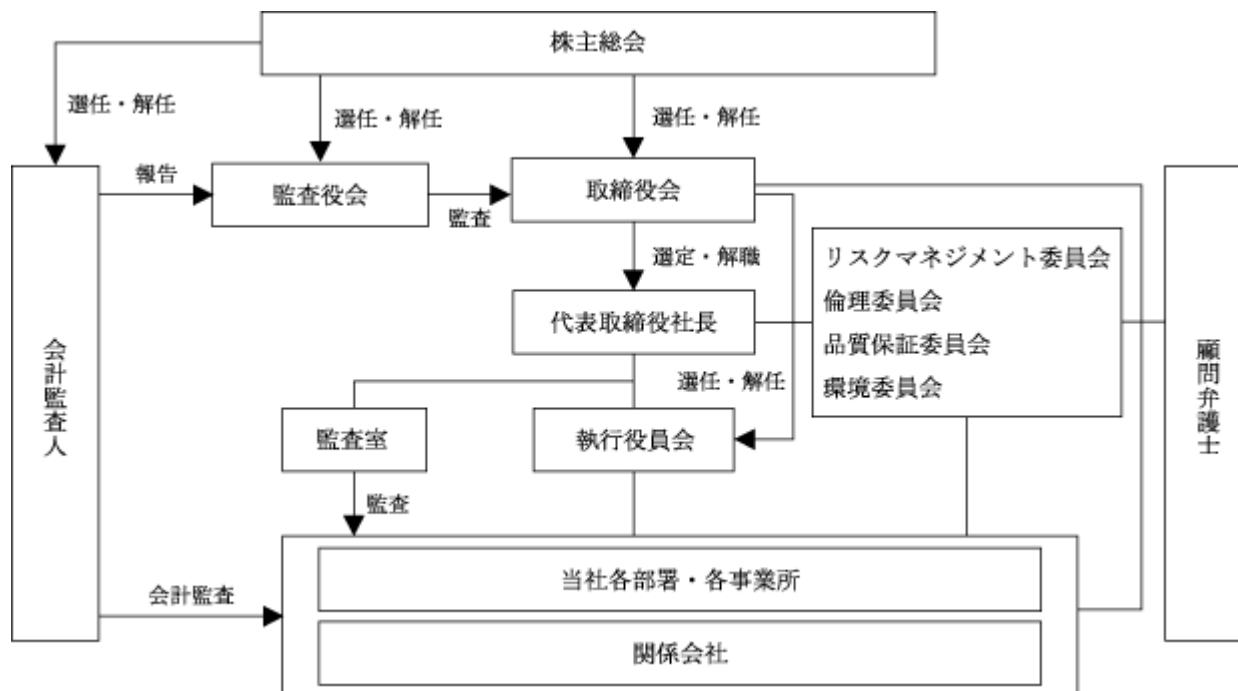 株主総会
選任・解任
選任・解任
選任・解任
報告
監査役会
監査
取締役会
選定・解職
リスクマネジメント委員会
倫理委員会
品質保証委員会
環境委員会
代表取締役社長
選任・解任
会計監査人
顧問弁護士
監査室
執行役員会
監査
当社各部署・各事業所
会計監査
関係会社